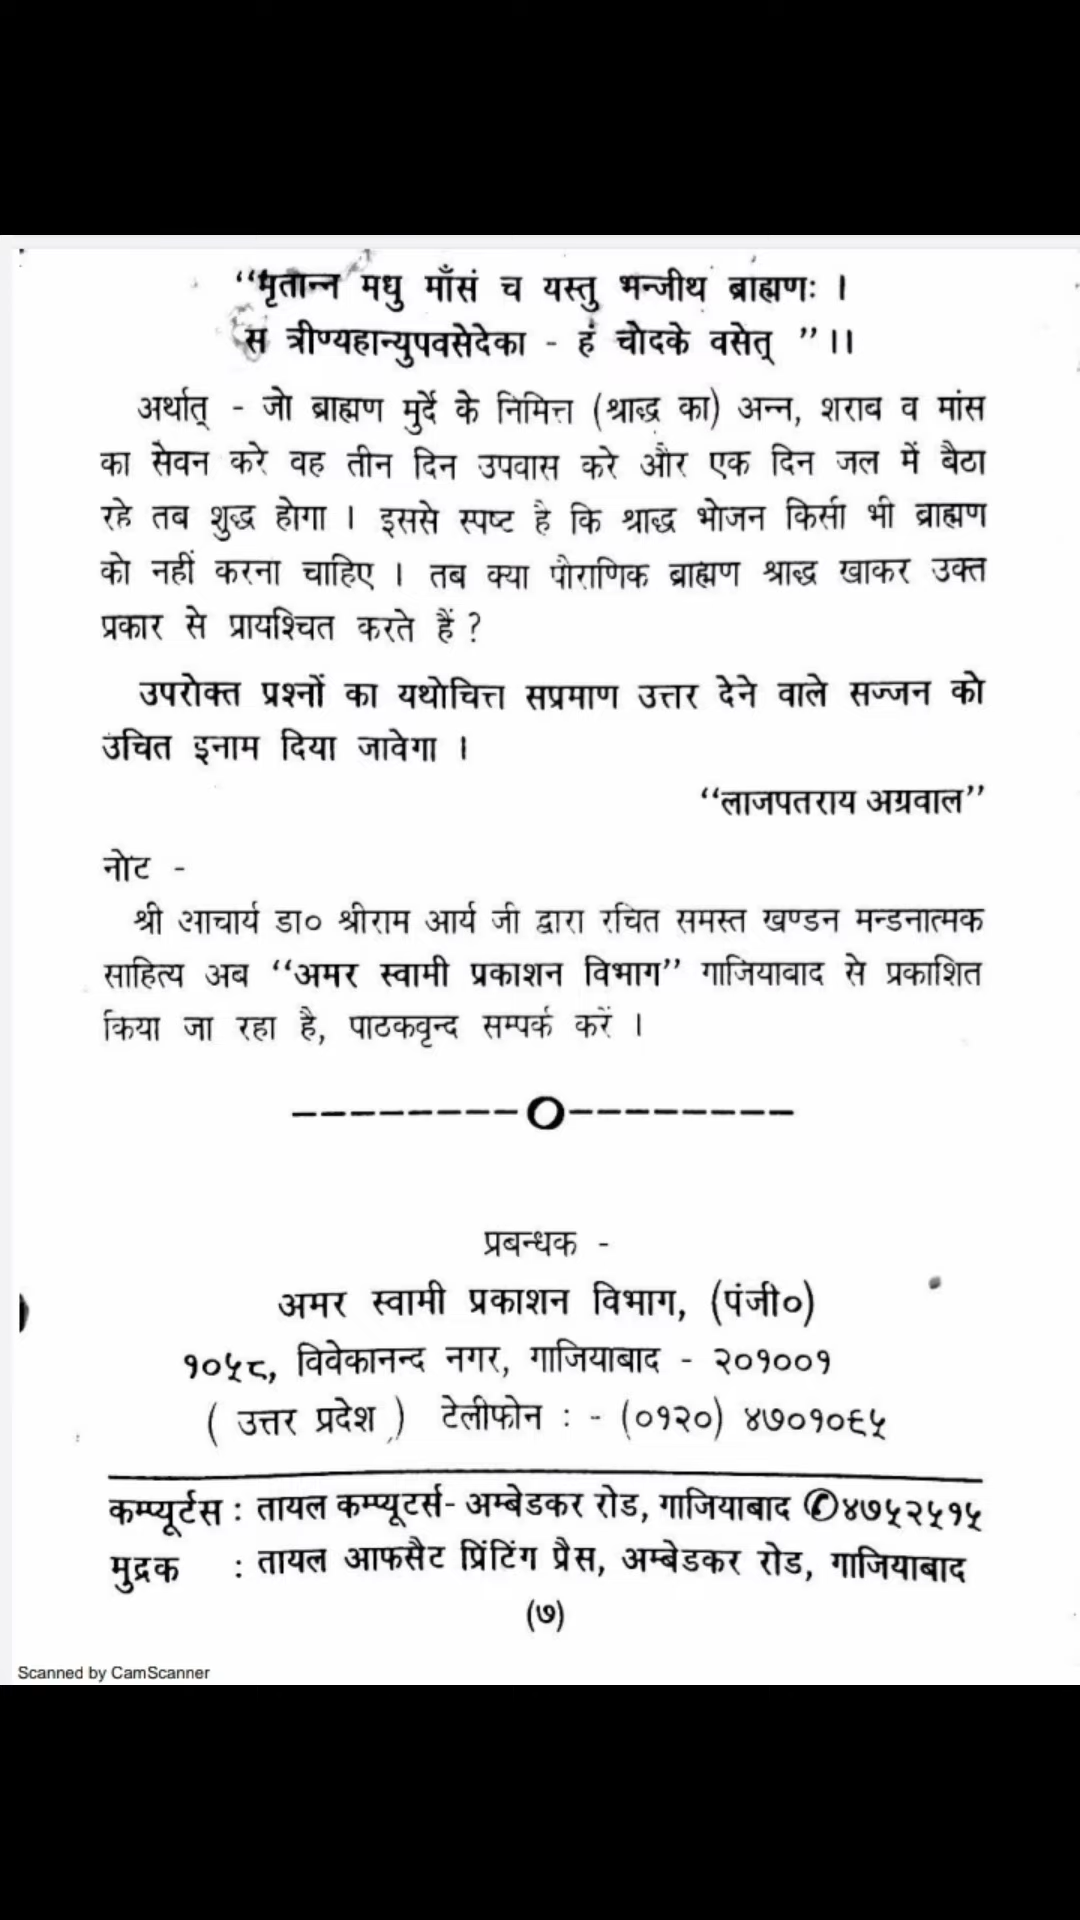 “मृतान्न मधु माँसं च यस्तु भन्जीथ ब्राह्मणः ।
स त्रीण्यहान्युपवसेदेका - हं चोदके वसेत् ”।।
अर्थात् - जो ब्राह्मण मुर्दे के निमित्त (श्राद्ध का) अन्न, शराब व मांस
का सेवन करे वह तीन दिन उपवास करे और एक दिन जल में बैठा
रहे तब शुद्ध होगा । इससे स्पष्ट है कि श्राद्ध भोजन किसी भी ब्राह्मण
को नहीं करना चाहिए । तब क्या पौराणिक ब्राह्मण श्राद्ध खाकर उक्त
प्रकार से प्रायश्चित करते हैं ?
उपरोक्त प्रश्नों का यथोचित्त सप्रमाण उत्तर देने वाले सज्जन को
उचित इनाम दिया जावेगा ।
“लाजपतराय अग्रवाल”
नोट -
श्री आचार्य डा० श्रीराम आर्य जी द्वारा रचित समस्त खण्डन मन्डनात्मक
साहित्य अब “अमर स्वामी प्रकाशन विभाग” गाजियाबाद से प्रकाशित
किया जा रहा है, पाठकवृन्द सम्पर्क करें ।
--------O--------
प्रबन्धक -
अमर स्वामी प्रकाशन विभाग, (पंजी०)
१०५८, विवेकानन्द नगर, गाजियाबाद - २०१००१
( उत्तर प्रदेश ) टेलीफोन : - (०१२०) ४७०१०६५
कम्प्यूर्टस : तायल कम्प्यूटर्स- अम्बेडकर रोड, गाजियाबाद ✆४७५२५१५
मुद्रक : तायल आफसैट प्रिंटिंग प्रैस, अम्बेडकर रोड, गाजियाबाद
(७)
Scanned by CamScanner